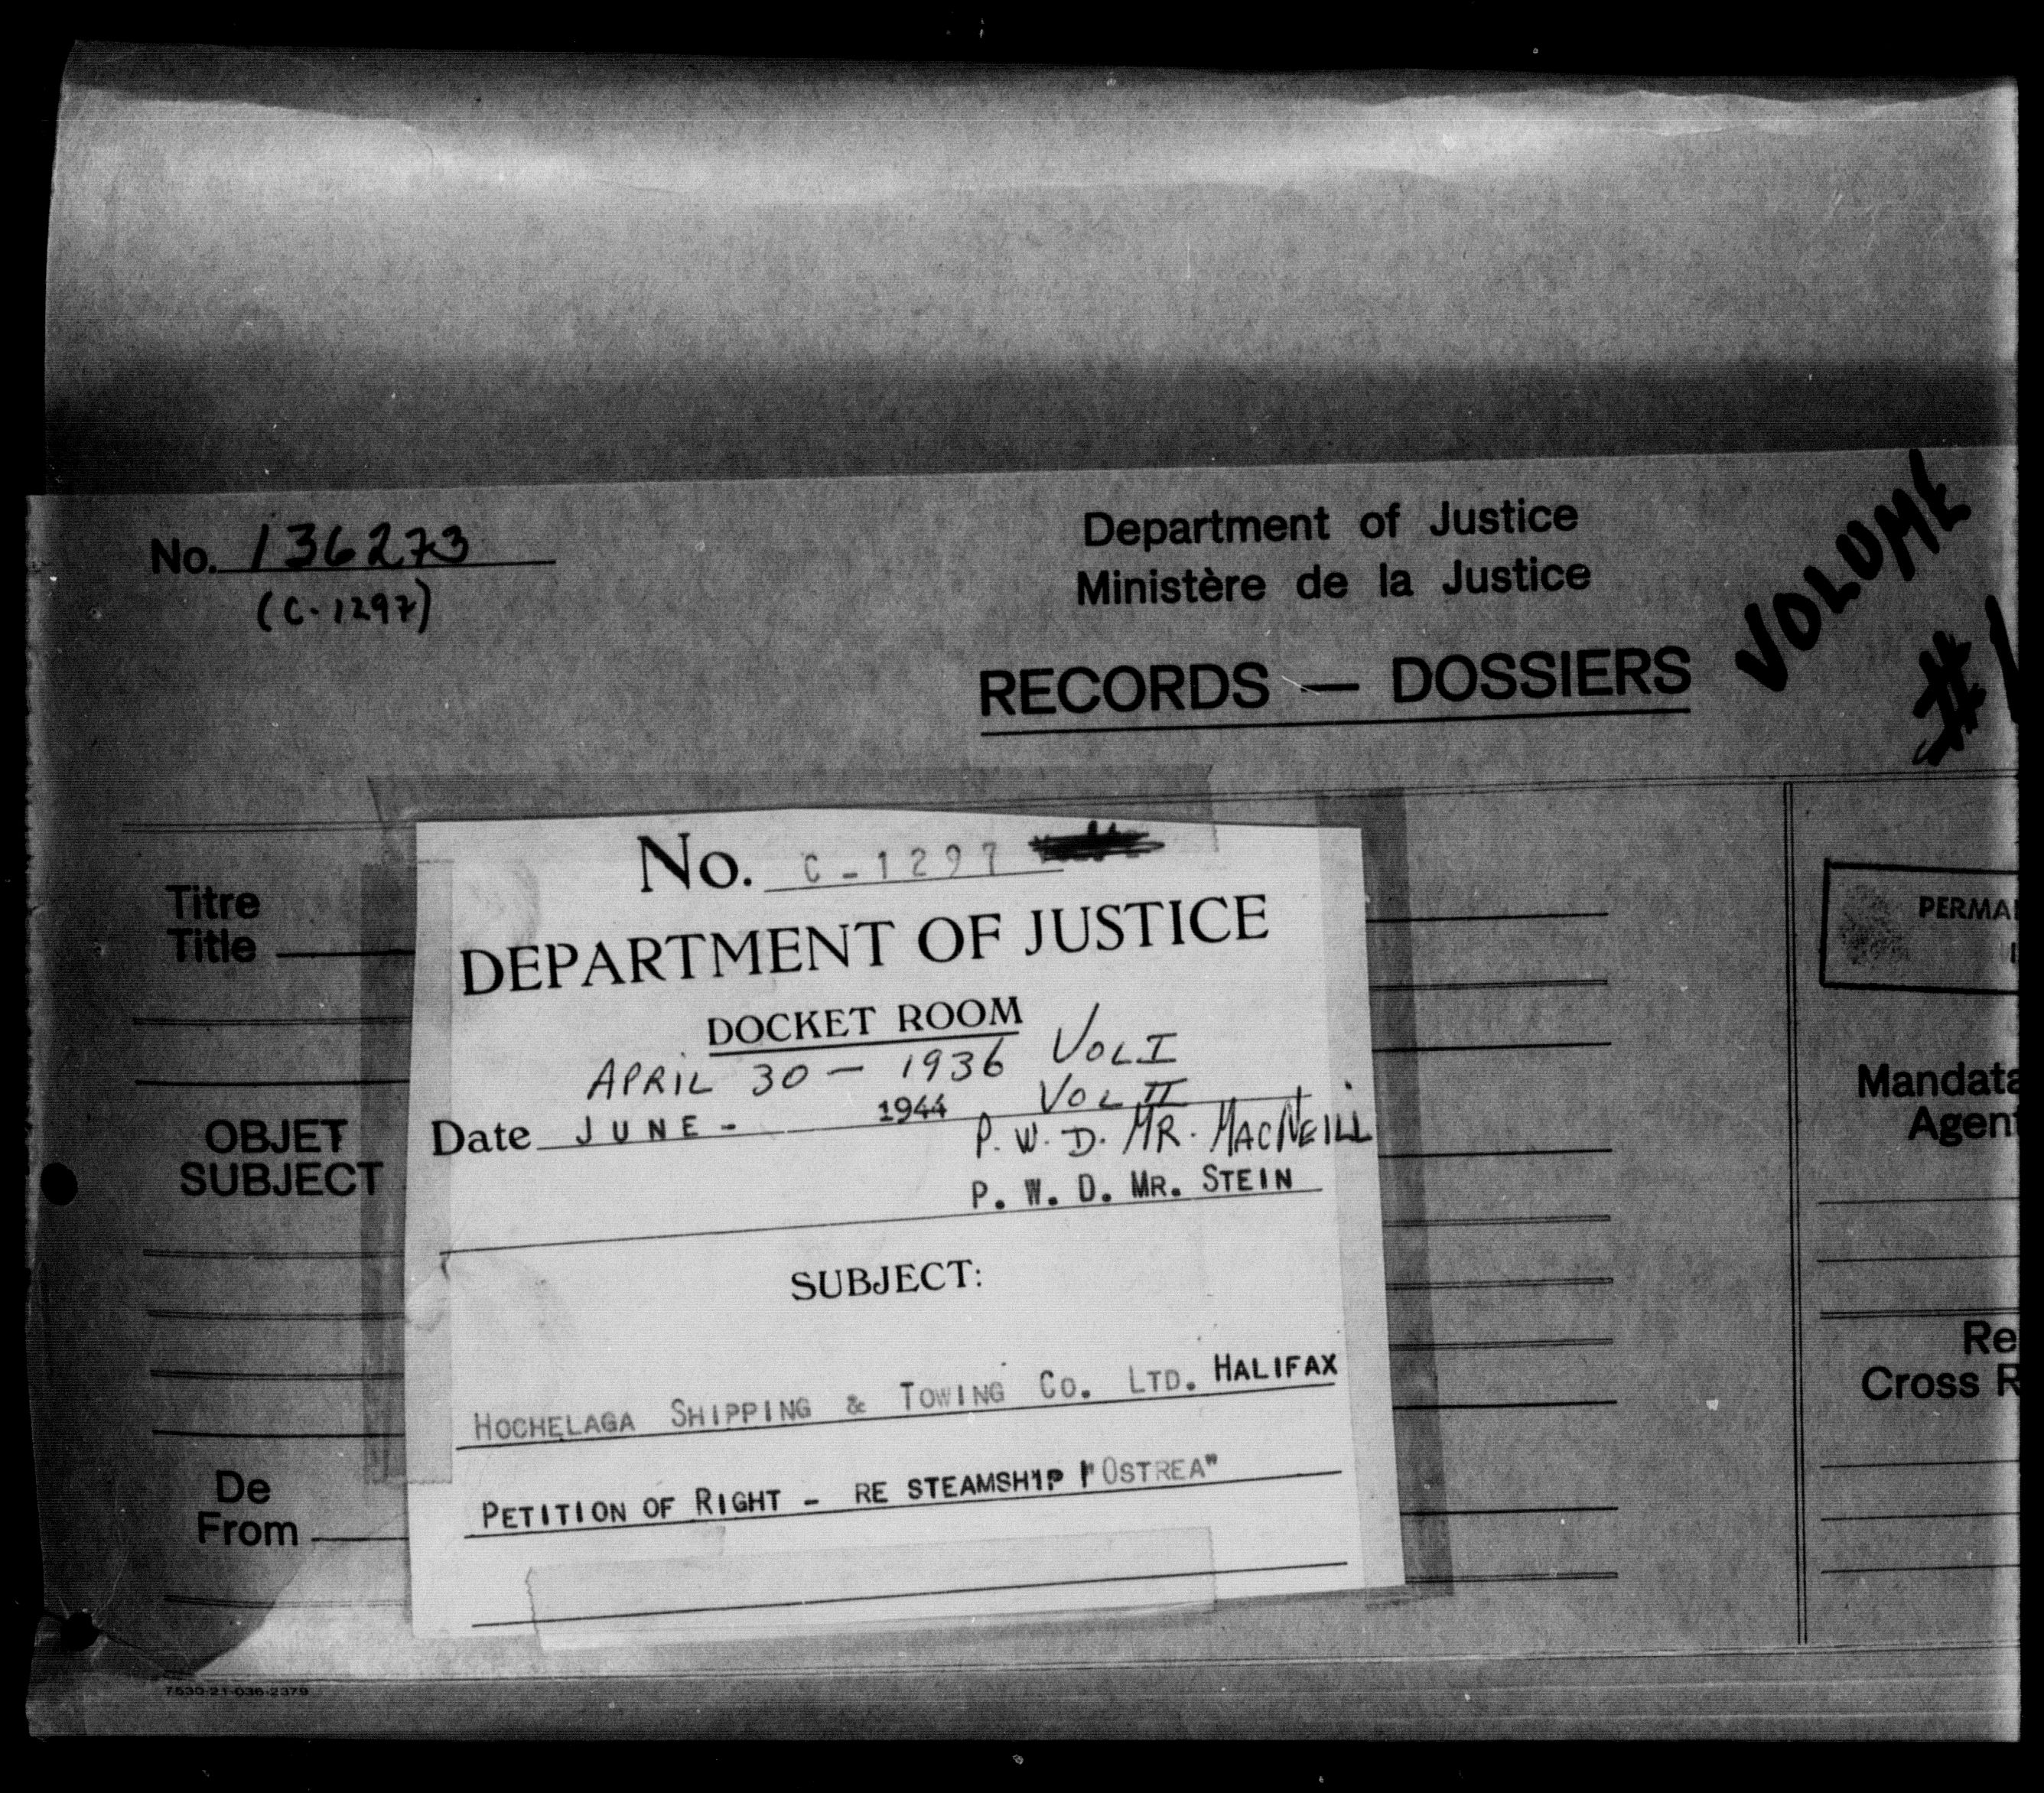 No. 136273
(C-1297)
Department of Justice
Ministère de la Justice
RECORDS — DOSSIERS
VOLUME
#1
Titre
Title
OBJET
SUBJECT
De
From
No. C-1297
DEPARTMENT OF JUSTICE
DOCKET ROOM
APRIL 30 — 1936 VOL I
Date JUNE - 1944 VOL II
P. W. D. MR. MACNEILL
P. W. D. MR. STEIN
SUBJECT:
HOCHELAGA SHIPPING & TOWING CO. LTD. HALIFAX
PETITION OF RIGHT - RE STEAMSHIP "OSTREA"
PERMA
Mandata
Agent
Re
Cross R
7530-21-036-2379